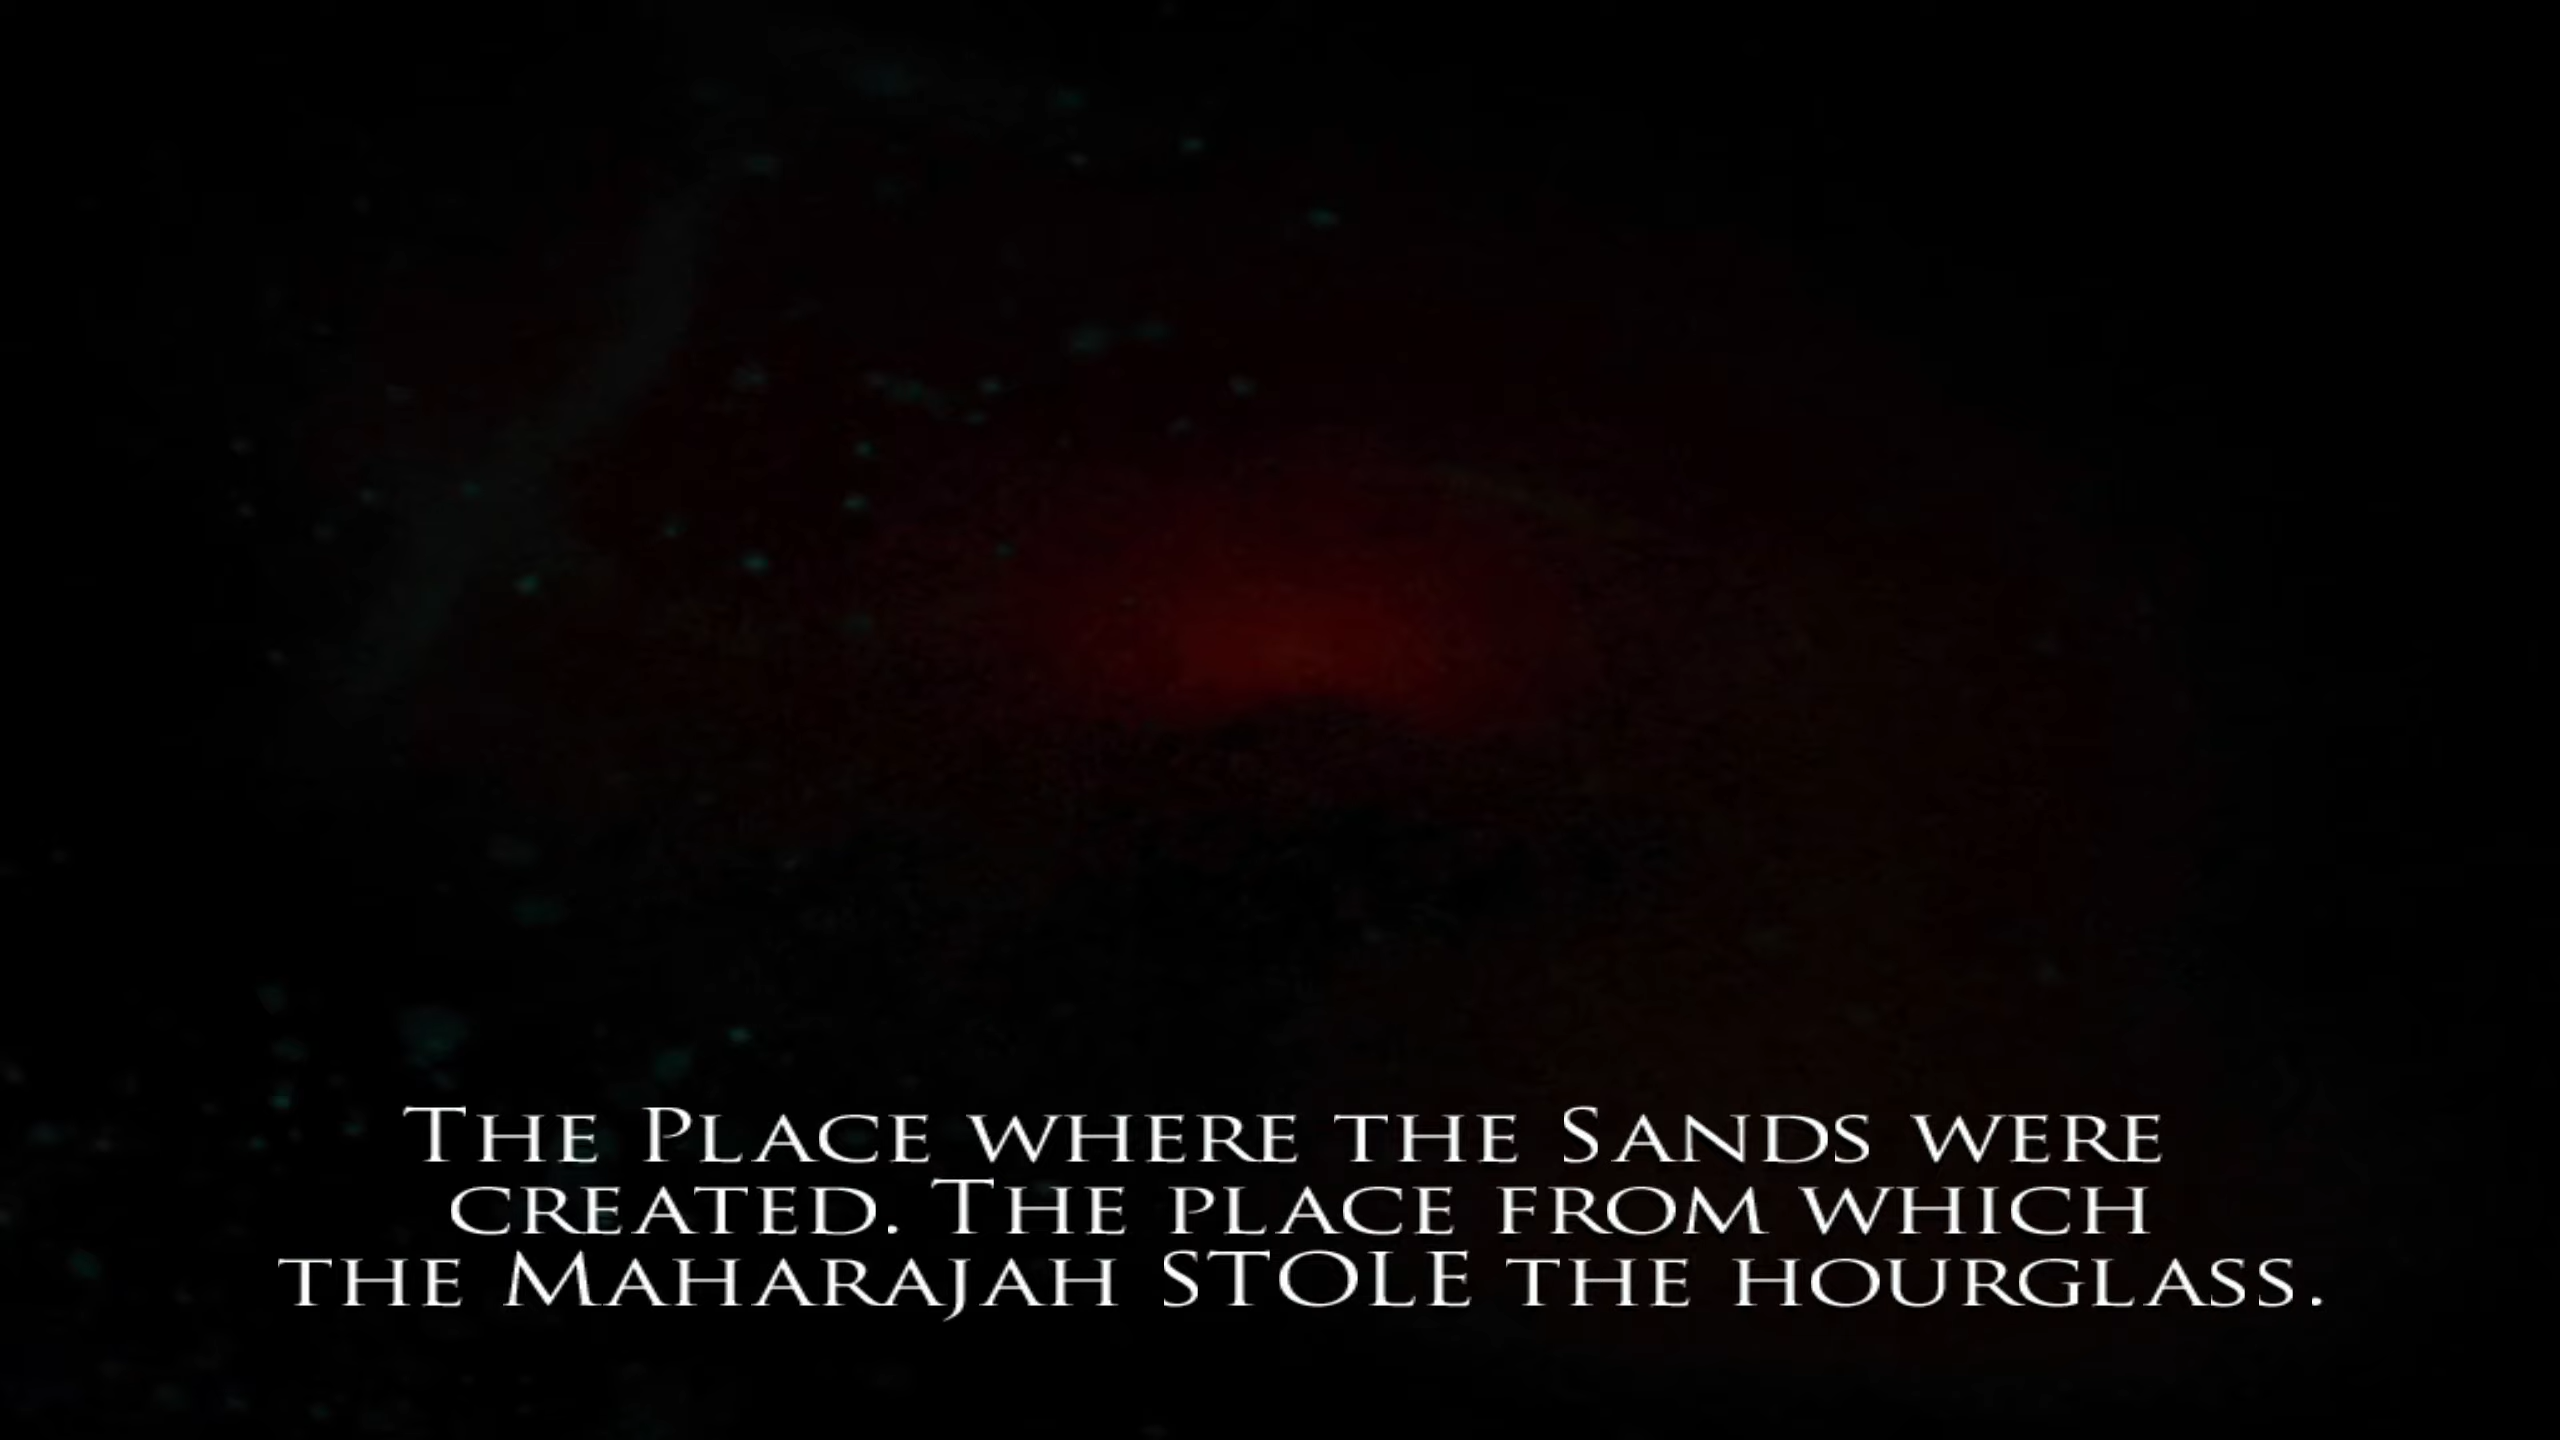 The Place where the Sands were
created. The place from which
the Maharajah STOLE the hourglass.